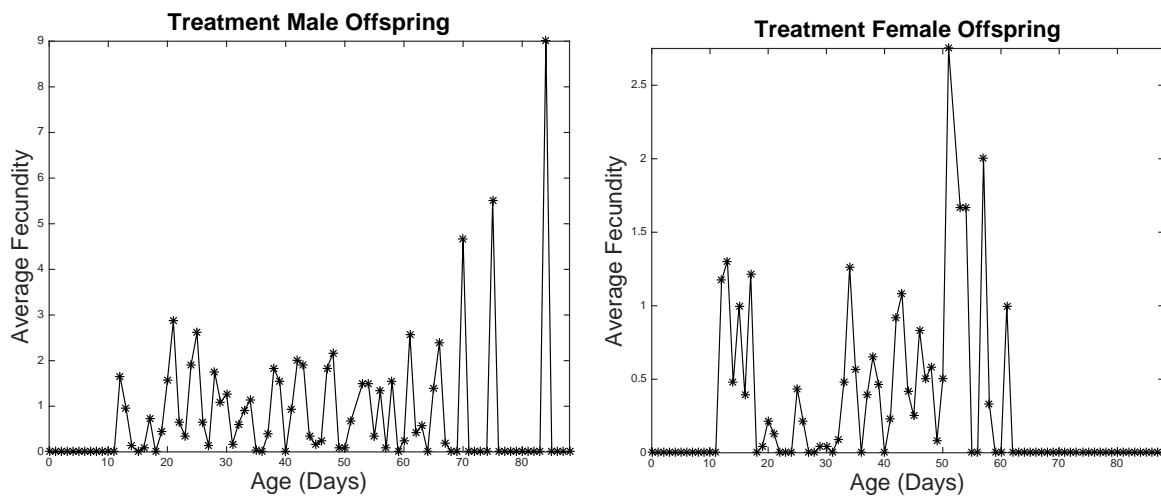 Treatment Male Offspring
9
8
7
6
5
4
3
2
1
0
Average Fecundity
0 10 20 30 40 50 60 70 80
Age (Days)
Treatment Female Offspring
2.5
2
1.5
1
0.5
0
Average Fecundity
0 10 20 30 40 50 60 70 80
Age (Days)